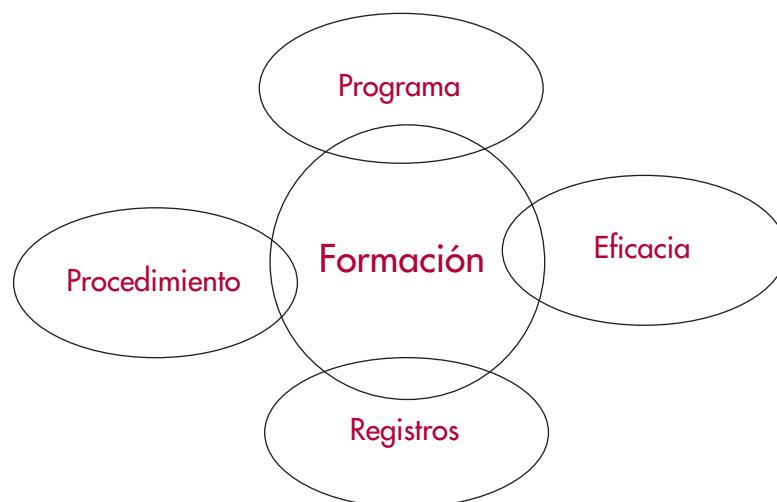 Programa
Formación
Eficacia
Procedimiento
Registros